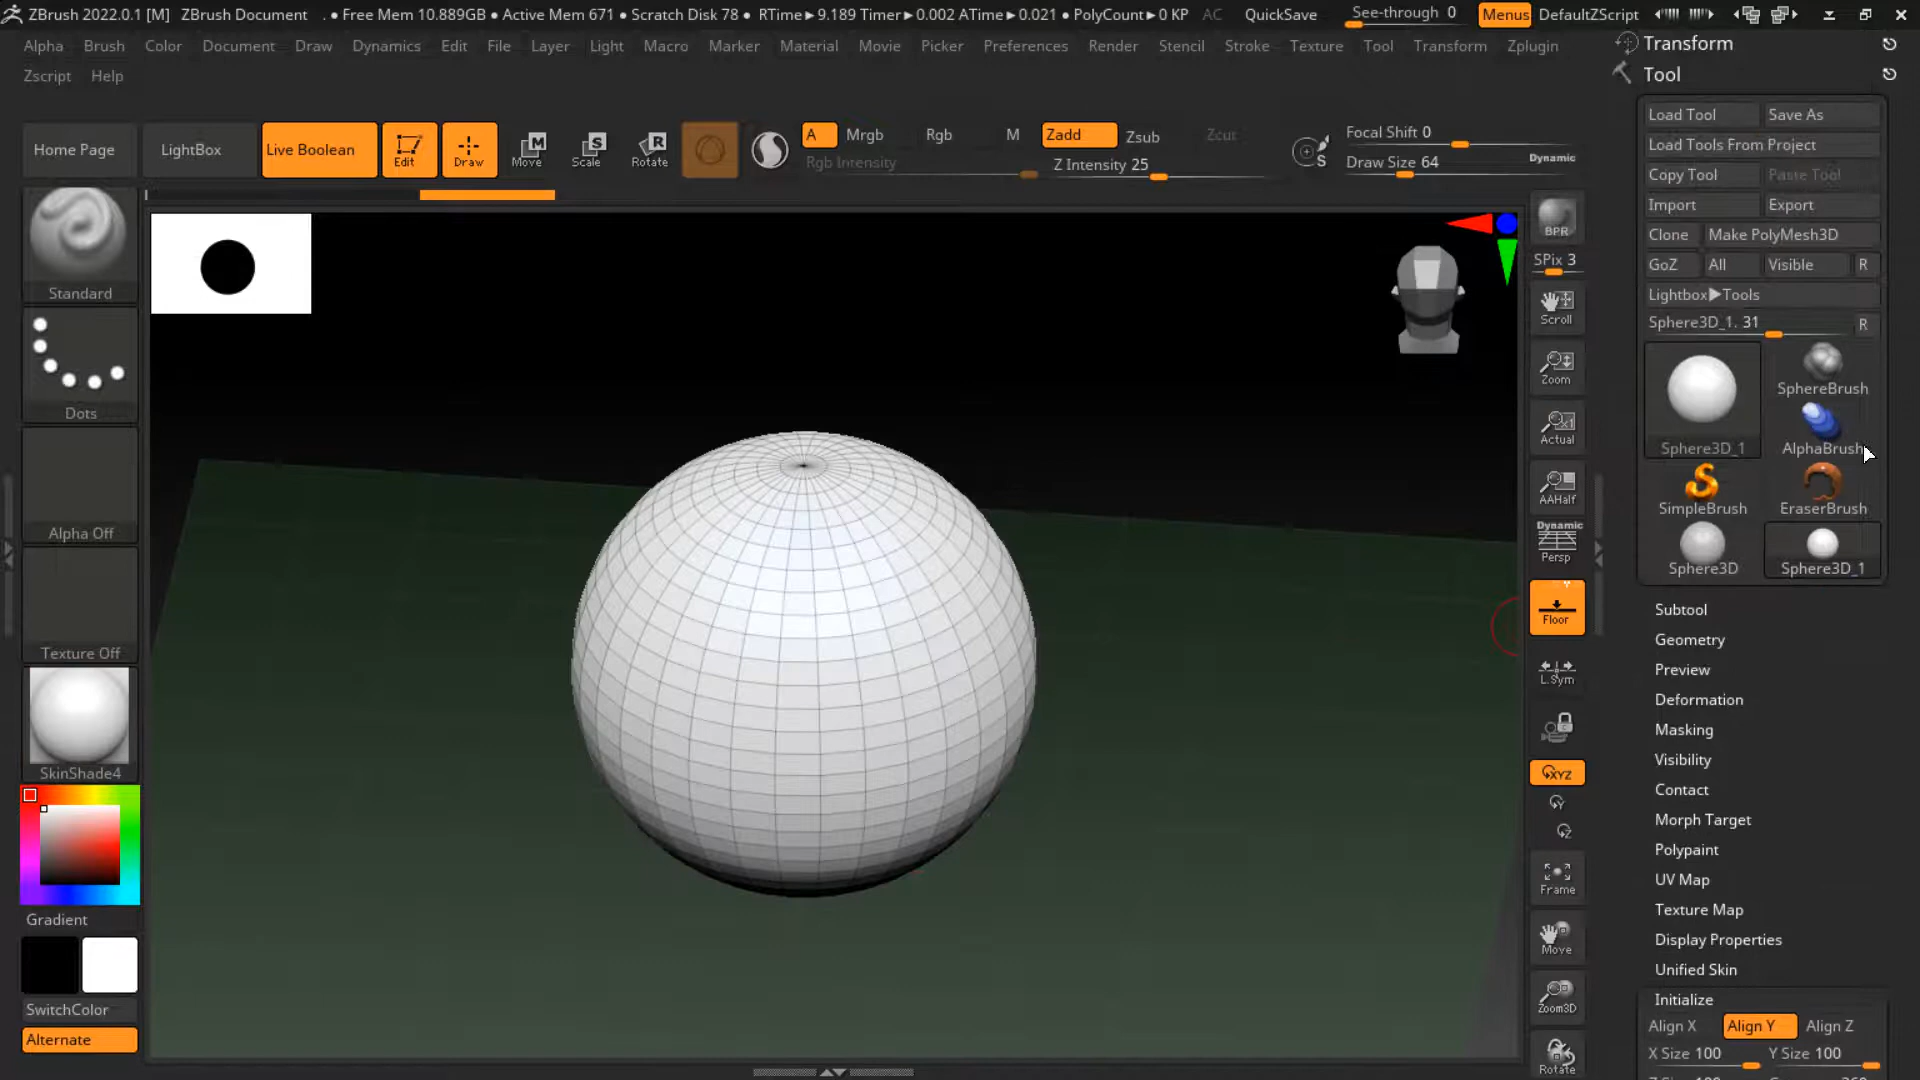 ZBrush 2022.0.1 [M] ZBrush Document . ● Free Mem 10.889GB ● Active Mem 671 ● Scratch Disk 78 ● RTime►9.189 Timer►0.002 ATime►0.021 ● PolyCount►0 KP AC QuickSave See-through 0 Menus DefaultZScript
Alpha Brush Color Document Draw Dynamics Edit File Layer Light Macro Marker Material Movie Picker Preferences Render Stencil Stroke Texture Tool Transform Zplugin
Zscript Help
Home Page LightBox Live Boolean Edit Draw Move Scale Rotate A Mrgb Rgb M Zadd Zsub Zcut Focal Shift 0
Rgb Intensity Z Intensity 25 S Draw Size 64 Dynamic
Standard
Dots
Alpha Off
Texture Off
SkinShade4
Gradient
SwitchColor
Alternate
BPR
SPix 3
Scroll
Zoom
Actual
AAHalf
Dynamic
Persp
Floor
L.Sym
XYZ
Y
Z
Frame
Move
Zoom3D
Rotate
Transform
Tool
Load Tool Save As
Load Tools From Project
Copy Tool Paste Tool
Import Export
Clone Make PolyMesh3D
GoZ All Visible R
Lightbox►Tools
Sphere3D_1. 31 R
Sphere3D_1 SphereBrush
AlphaBrush
SimpleBrush EraserBrush
Sphere3D Sphere3D_1
Subtool
Geometry
Preview
Deformation
Masking
Visibility
Contact
Morph Target
Polypaint
UV Map
Texture Map
Display Properties
Unified Skin
Initialize
Align X Align Y Align Z
X Size 100 Y Size 100